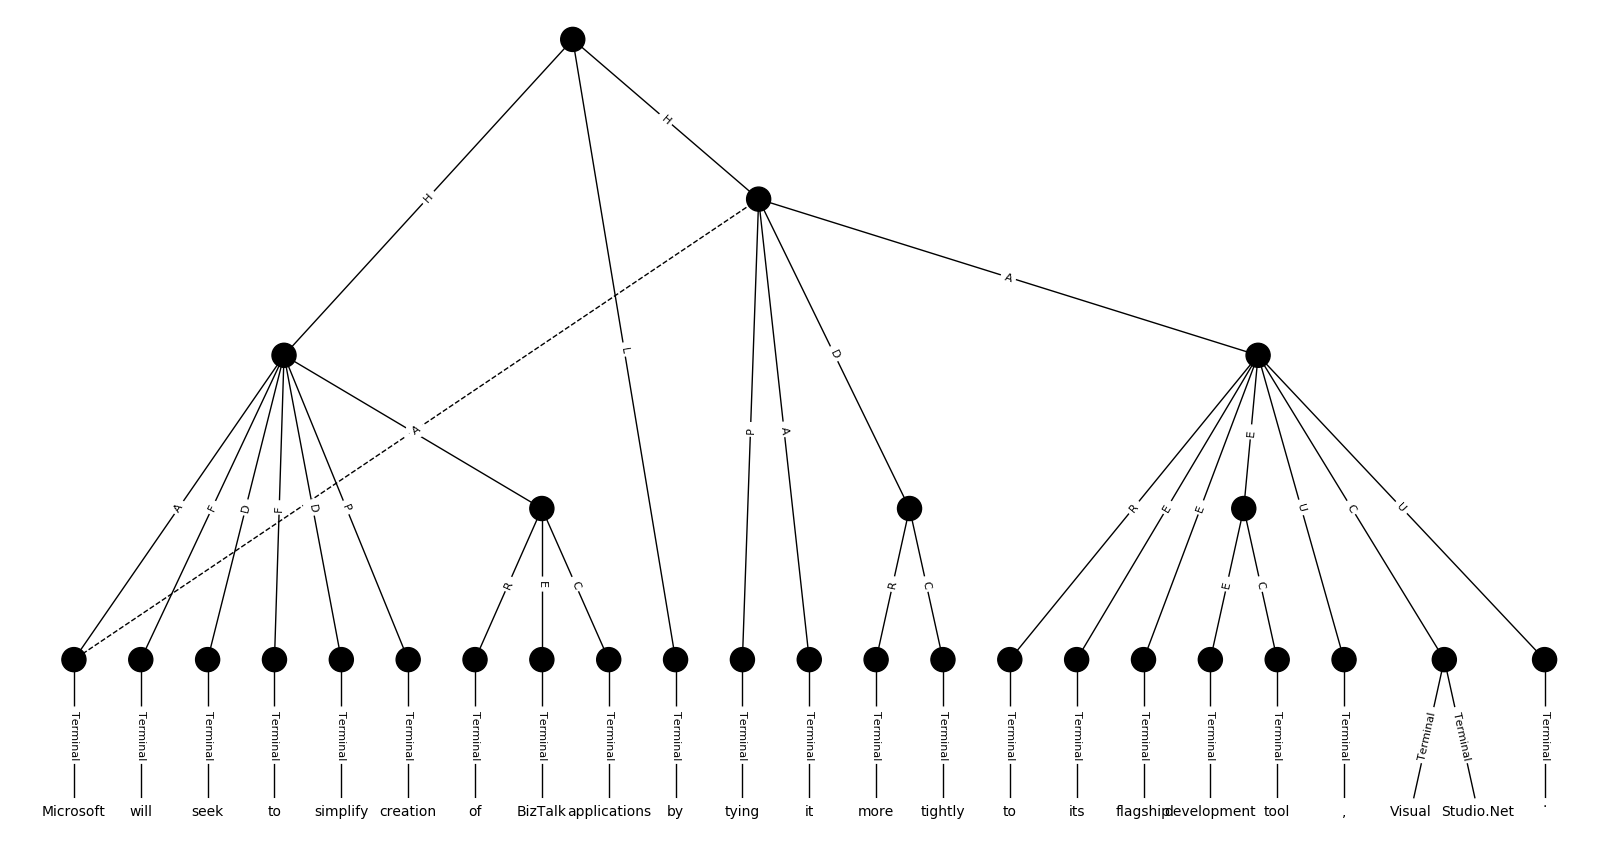 H
H
H
L
A
A
P
A
D
A
F
D
F
D
P
R
E
E
E
U
C
U
R
E
C
R
C
E
C
Terminal Terminal Terminal Terminal Terminal Terminal Terminal Terminal Terminal Terminal Terminal Terminal Terminal Terminal Terminal Terminal Terminal Terminal Terminal Terminal Terminal Terminal Terminal
Microsoft will seek to simplify creation of BizTalk applications by tying it more tightly to its flagship development tool , Visual Studio.Net .